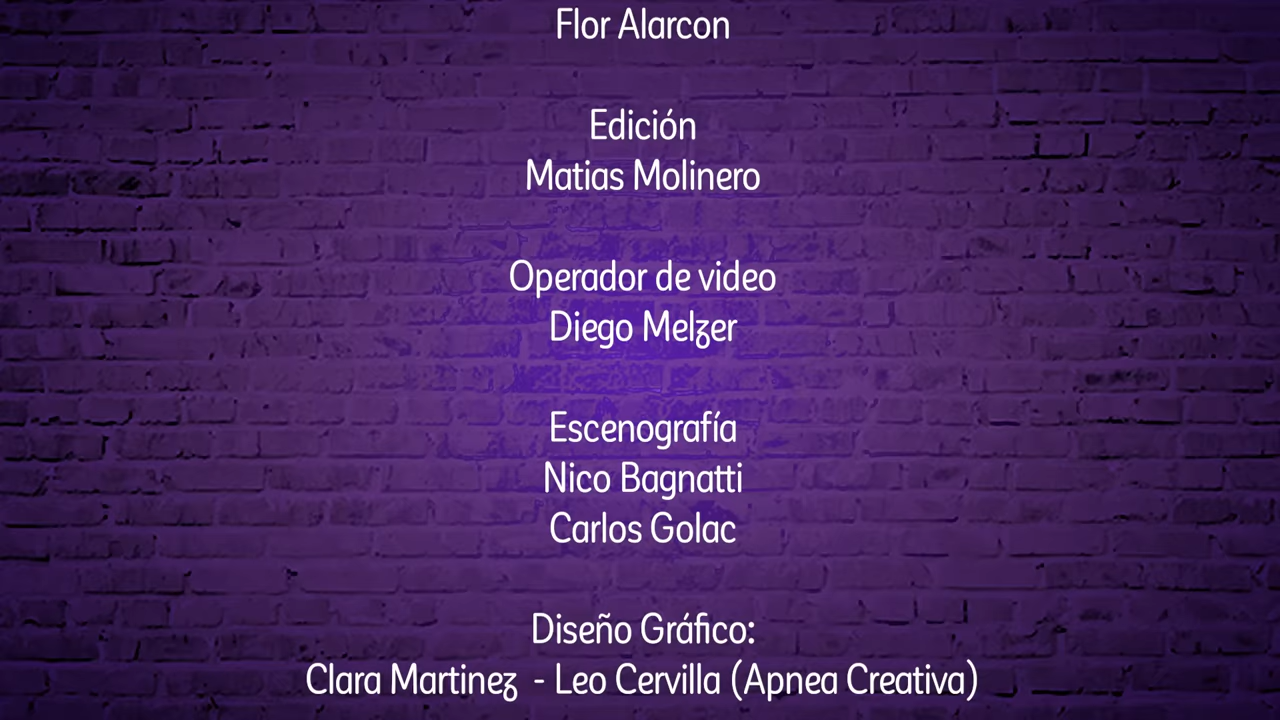 Flor Alarcon
Edición
Matias Molinero
Operador de video
Diego Melzer
Escenografía
Nico Bagnatti
Carlos Golac
Diseño Gráfico:
Clara Martinez - Leo Cervilla (Apnea Creativa)